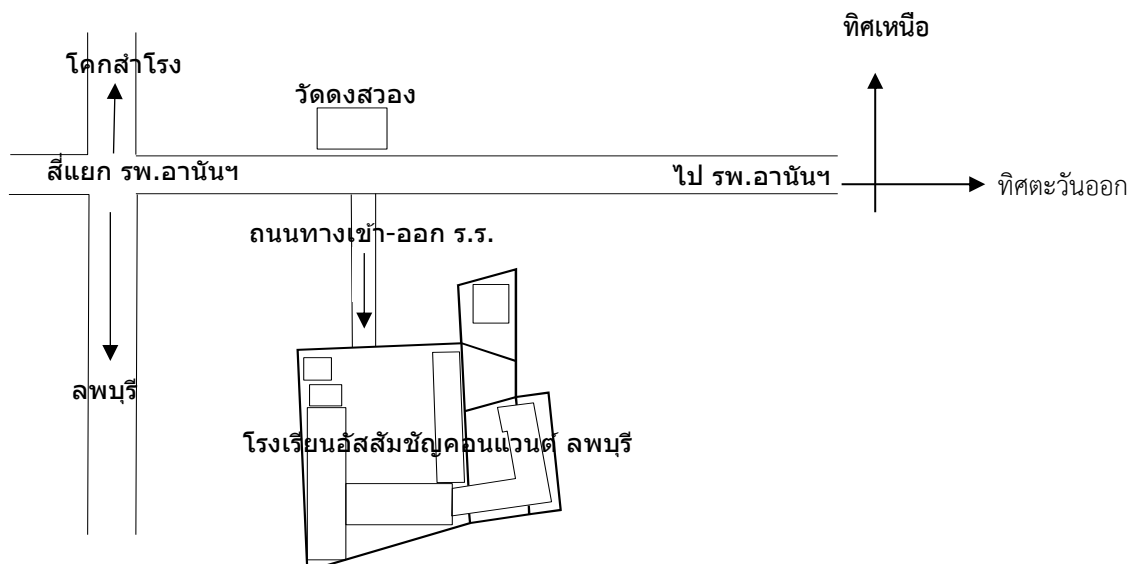 ทิศเหนือ
โคกสำโรง
วัดดงสวอง
สี่แยก รพ.อานันฯ
ไป รพ.อานันฯ
ทิศตะวันออก
ถนนทางเข้า-ออก ร.ร.
ลพบุรี
โรงเรียนอัสสัมชัญคอนแวนต์ ลพบุรี